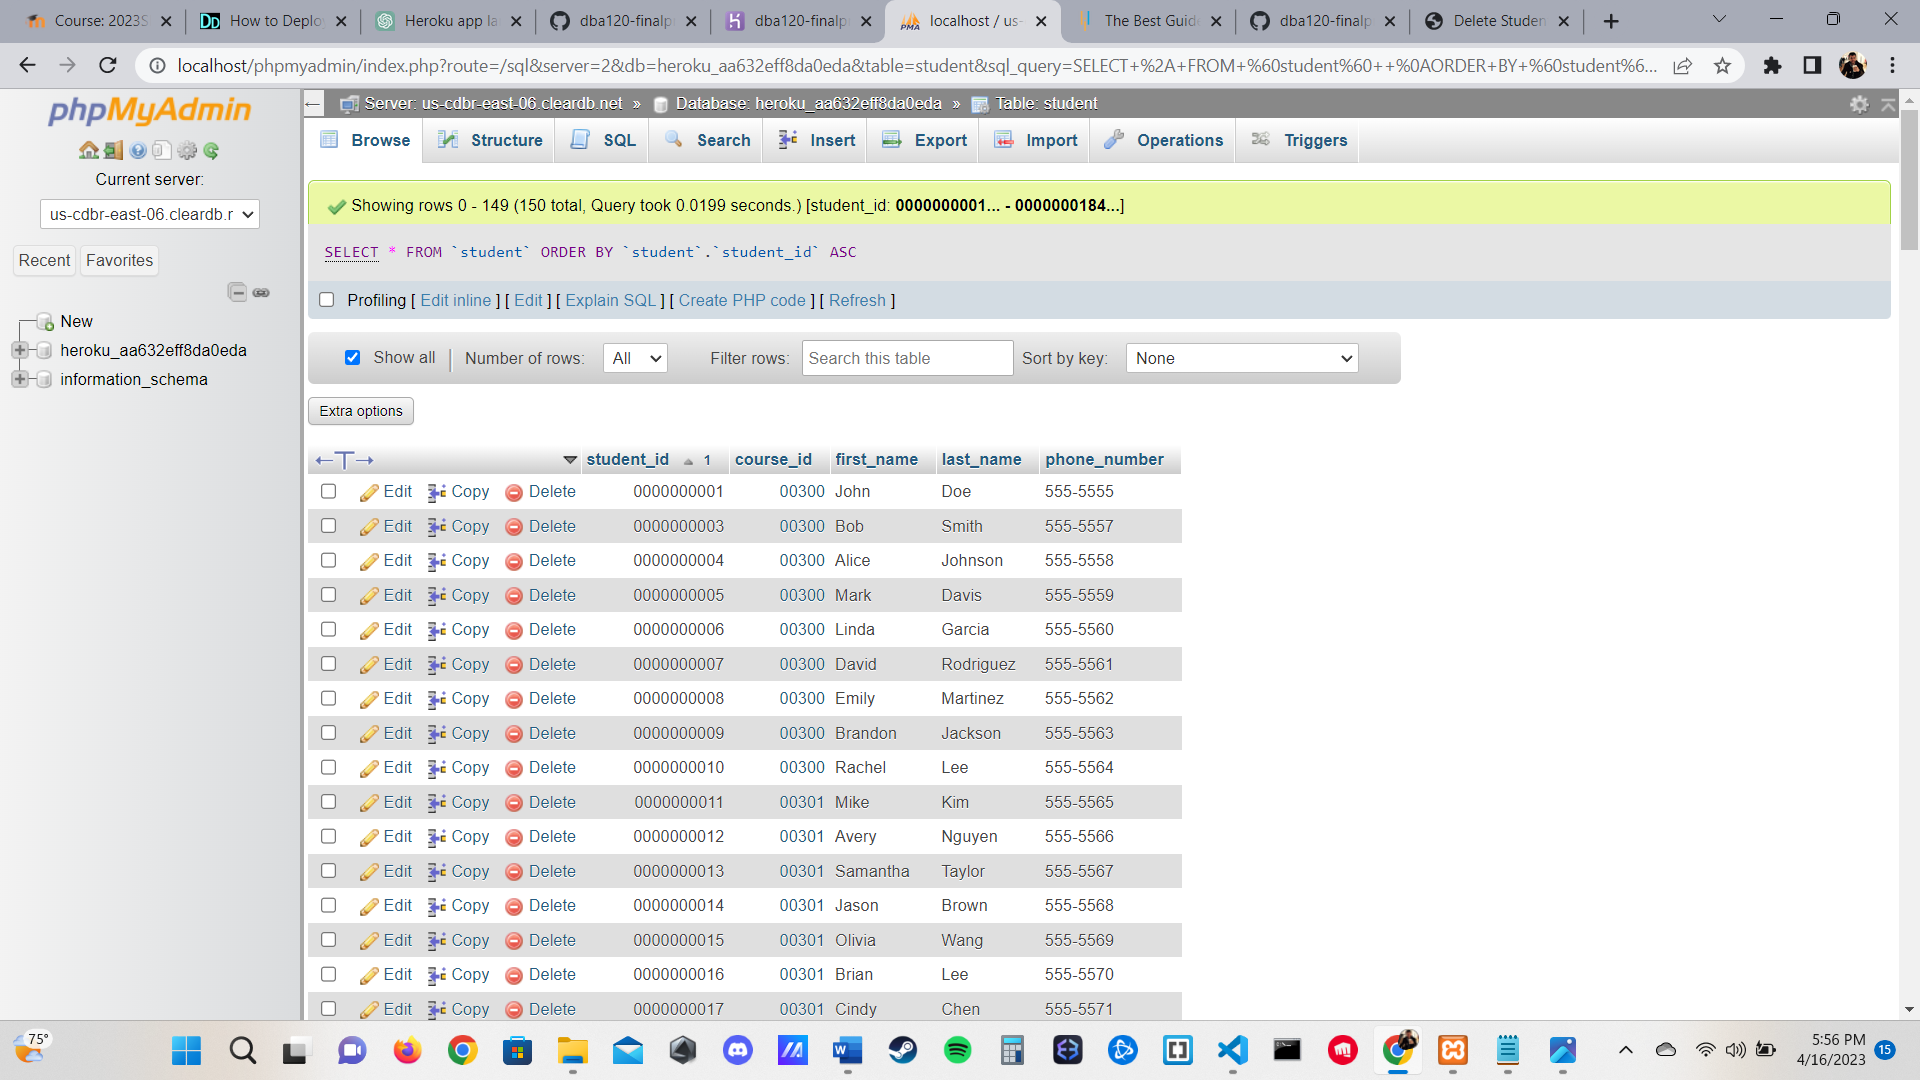 Course: 2023S
How to Deplo
Heroku app la
dba120-finalp
dba120-finalp
localhost / us-
The Best Guid
dba120-finalp
Delete Studen
localhost/phpmyadmin/index.php?route=/sql&server=2&db=heroku_aa632eff8da0eda&table=student&sql_query=SELECT+%2A+FROM+%60student%60++%0AORDER+BY+%60student%6...
phpMyAdmin
Current server:
us-cdbr-east-06.cleardb.r
Recent Favorites
New
heroku_aa632eff8da0eda
information_schema
Server: us-cdbr-east-06.cleardb.net » Database: heroku_aa632eff8da0eda » Table: student
Browse Structure SQL Search Insert Export Import Operations Triggers
Showing rows 0 - 149 (150 total, Query took 0.0199 seconds.) [student_id: 0000000001... - 0000000184...]
SELECT * FROM `student` ORDER BY `student`.`student_id` ASC
Profiling [ Edit inline ] [ Edit ] [ Explain SQL ] [ Create PHP code ] [ Refresh ]
Show all | Number of rows: All Filter rows: Search this table Sort by key: None
Extra options
←T→ student_id 1 course_id first_name last_name phone_number
Edit Copy Delete 0000000001 00300 John Doe 555-5555
Edit Copy Delete 0000000003 00300 Bob Smith 555-5557
Edit Copy Delete 0000000004 00300 Alice Johnson 555-5558
Edit Copy Delete 0000000005 00300 Mark Davis 555-5559
Edit Copy Delete 0000000006 00300 Linda Garcia 555-5560
Edit Copy Delete 0000000007 00300 David Rodriguez 555-5561
Edit Copy Delete 0000000008 00300 Emily Martinez 555-5562
Edit Copy Delete 0000000009 00300 Brandon Jackson 555-5563
Edit Copy Delete 0000000010 00300 Rachel Lee 555-5564
Edit Copy Delete 0000000011 00301 Mike Kim 555-5565
Edit Copy Delete 0000000012 00301 Avery Nguyen 555-5566
Edit Copy Delete 0000000013 00301 Samantha Taylor 555-5567
Edit Copy Delete 0000000014 00301 Jason Brown 555-5568
Edit Copy Delete 0000000015 00301 Olivia Wang 555-5569
Edit Copy Delete 0000000016 00301 Brian Lee 555-5570
Edit Copy Delete 0000000017 00301 Cindy Chen 555-5571
75°
5:56 PM
4/16/2023
15